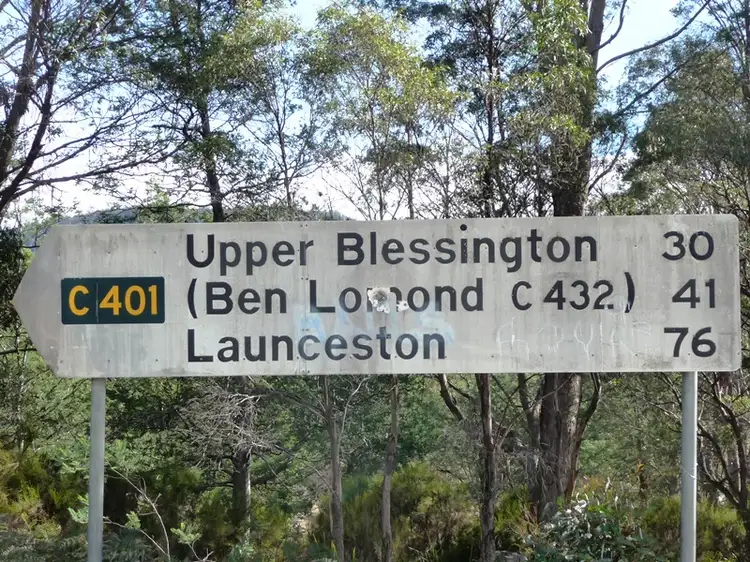 Upper Blessington 30
C 401 (Ben Lomond C 432) 41
Launceston 76